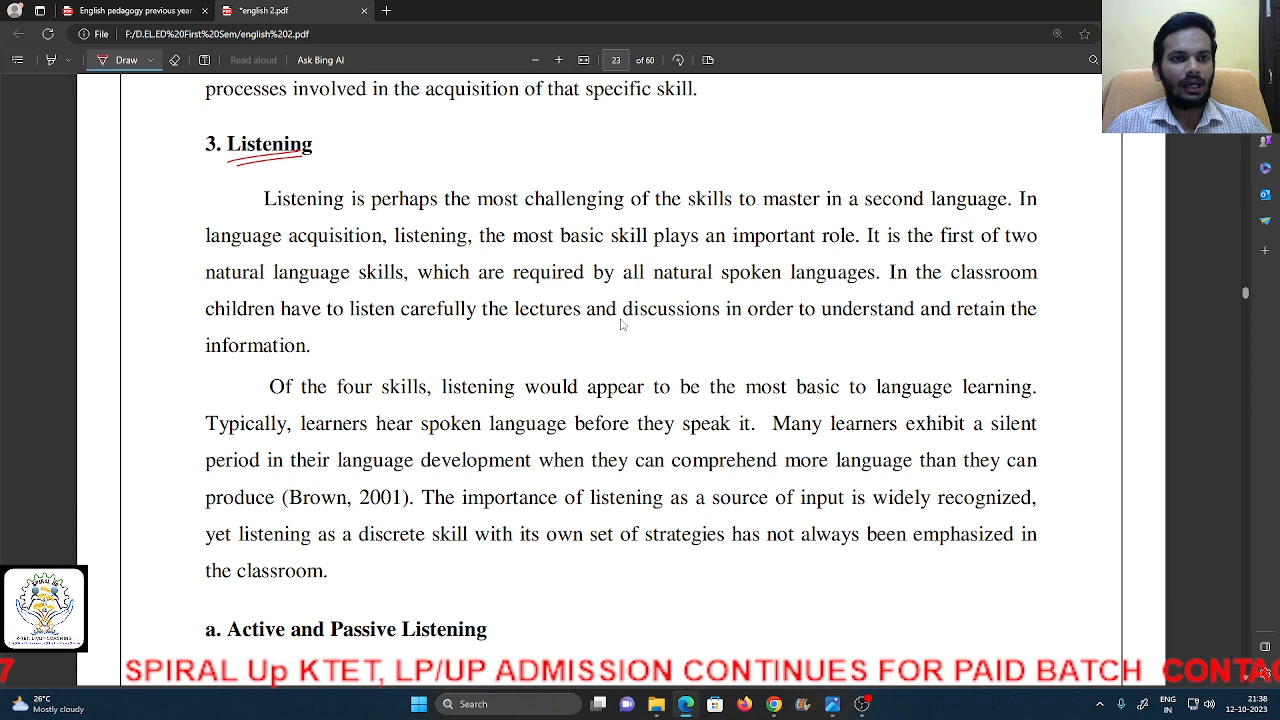 English pedagogy previous year
*english 2.pdf
File
F:/D.ELED%20First%20Sem/english%202.pdf
Draw
Read aloud
Ask Bing AI
23
of 60
processes involved in the acquisition of that specific skill.
3. Listening
Listening is perhaps the most challenging of the skills to master in a second language. In
language acquisition, listening, the most basic skill plays an important role. It is the first of two
natural language skills, which are required by all natural spoken languages. In the classroom
children have to listen carefully the lectures and discussions in order to understand and retain the
information.
Of the four skills, listening would appear to be the most basic to language learning.
Typically, learners hear spoken language before they speak it. Many learners exhibit a silent
period in their language development when they can comprehend more language than they can
produce (Brown, 2001). The importance of listening as a source of input is widely recognized,
yet listening as a discrete skill with its own set of strategies has not always been emphasized in
the classroom.
a. Active and Passive Listening
SPIRAL UP
K-TET, LP/UP COACHING
7 SPIRAL Up KTET, LP/UP ADMISSION CONTINUES FOR PAID BATCH CONTAC
26°C
Mostly cloudy
Search
ENG
IN
21:38
12-10-2023